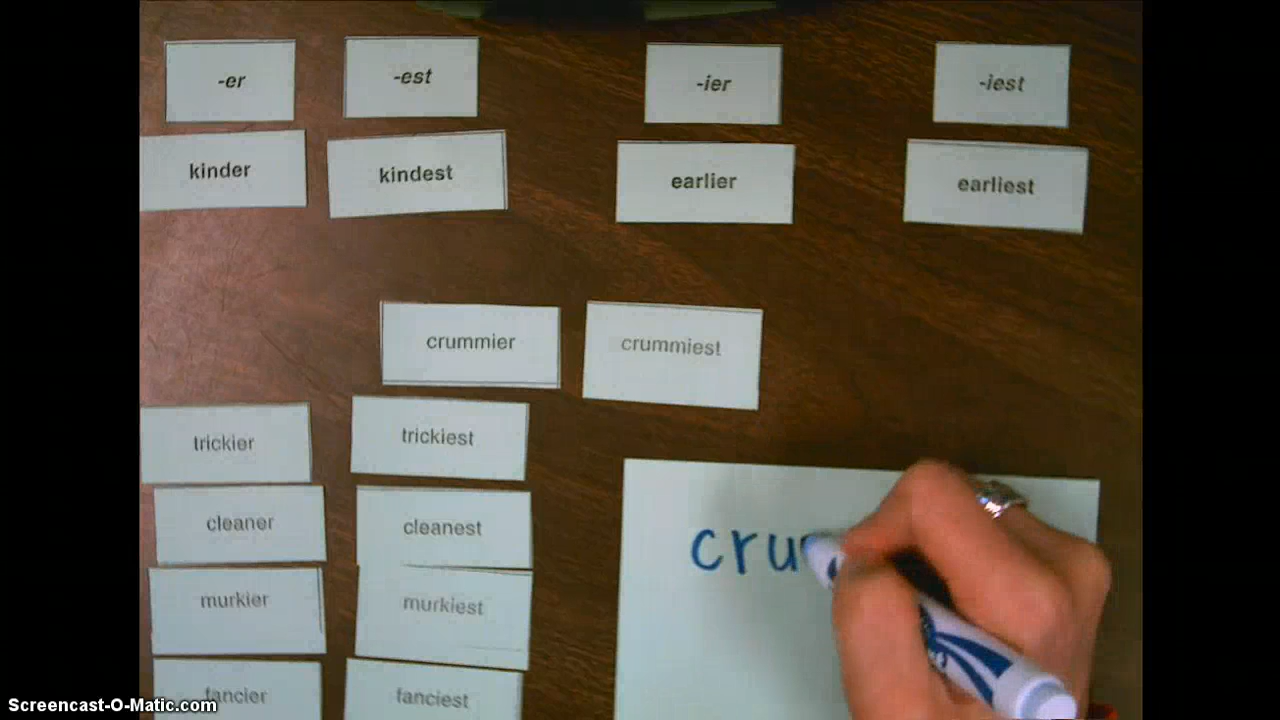 -er -est -ier -iest
kinder kindest earlier earliest
crummier crummiest
trickier trickiest
cleaner cleanest
cru
murkier murkiest
fancier fanciest
Screencast-O-Matic.com